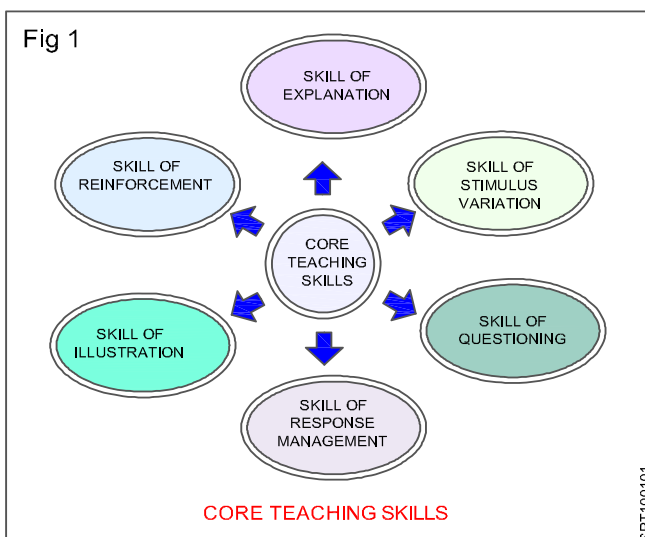 Fig 1
SKILL OF
EXPLANATION
SKILL OF
REINFORCEMENT
SKILL OF
STIMULUS
VARIATION
CORE
TEACHING
SKILLS
SKILL OF
ILLUSTRATION
SKILL OF
QUESTIONING
SKILL OF
RESPONSE
MANAGEMENT
CORE TEACHING SKILLS